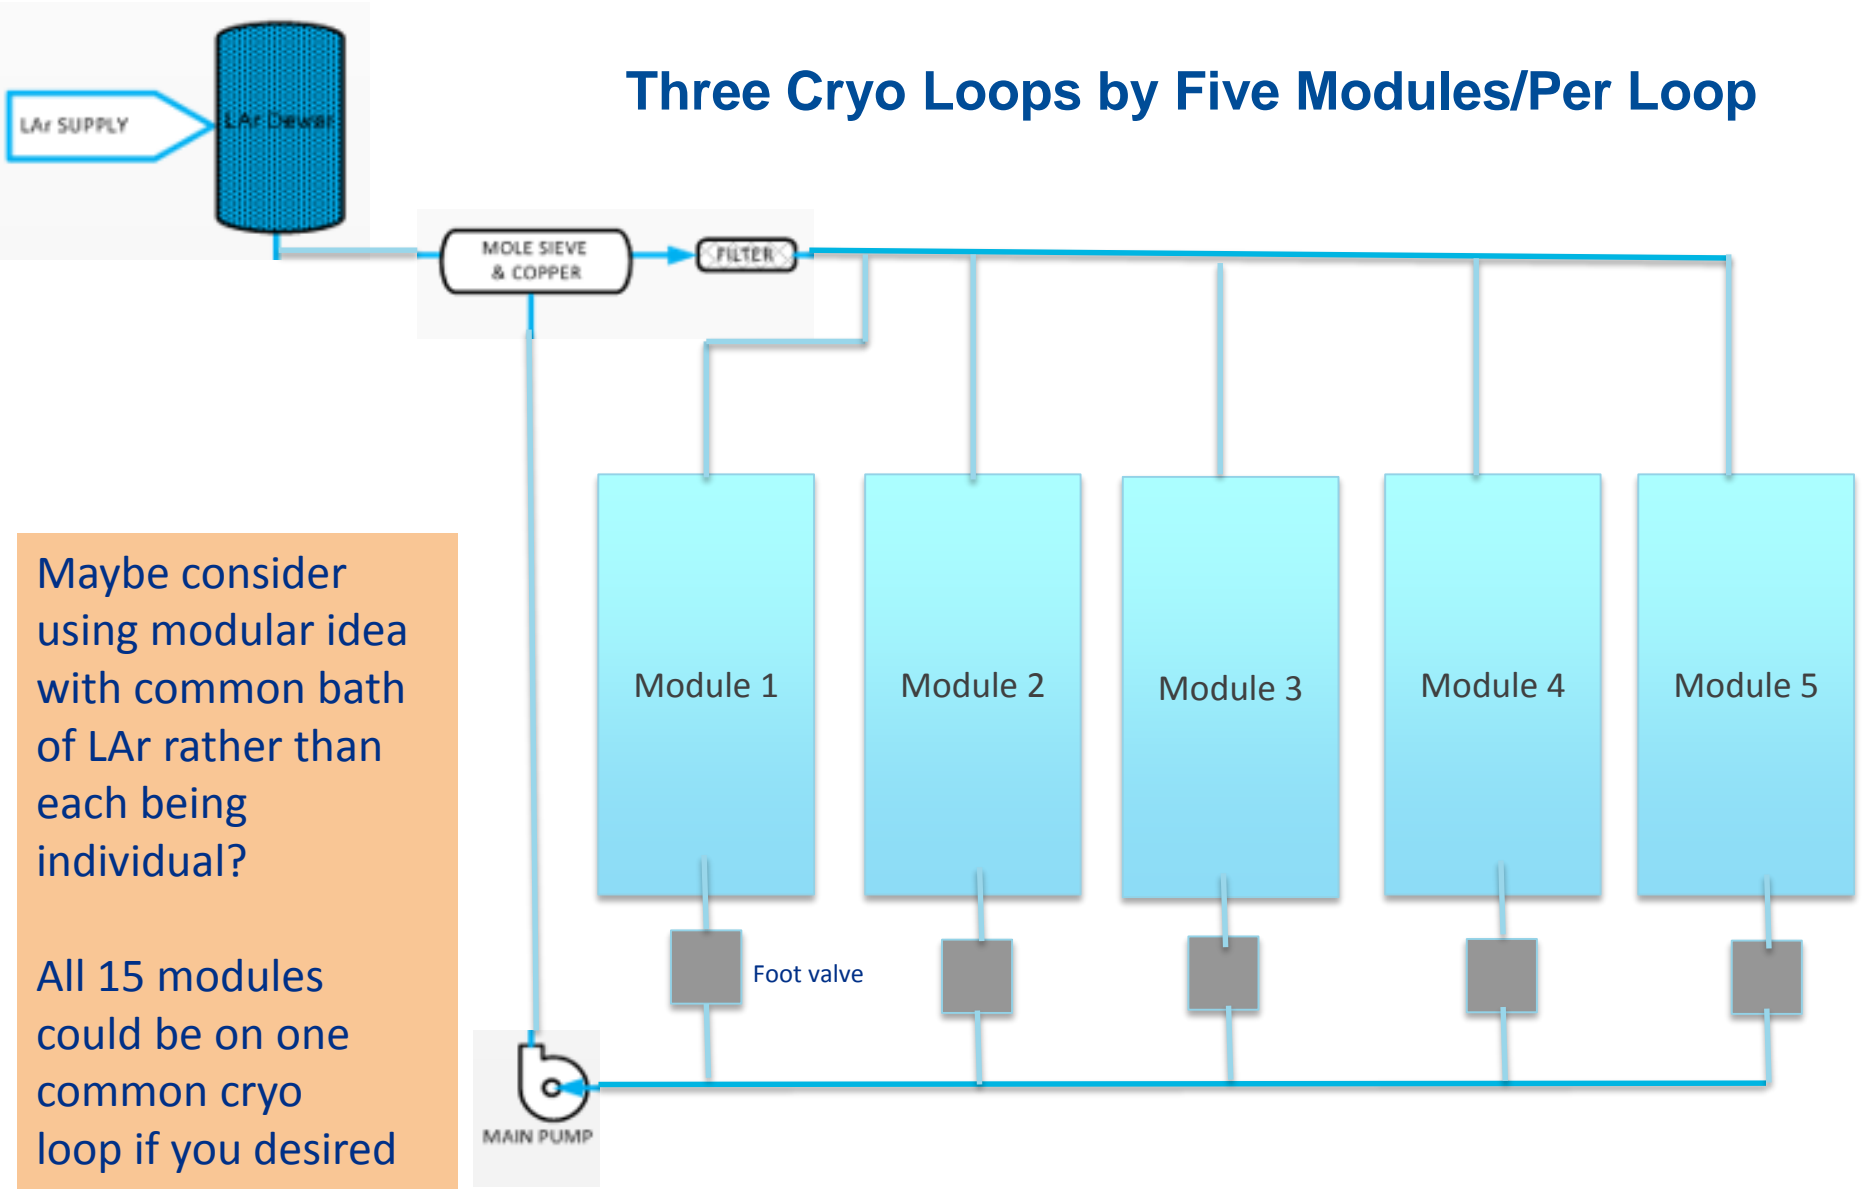 Three Cryo Loops by Five Modules/Per Loop
LAr SUPPLY
LAr Dewar
MOLE SIEVE
& COPPER
FILTER
Module 1
Module 2
Module 3
Module 4
Module 5
Maybe consider
using modular idea
with common bath
of LAr rather than
each being
individual?
All 15 modules
could be on one
common cryo
loop if you desired
Foot valve
MAIN PUMP